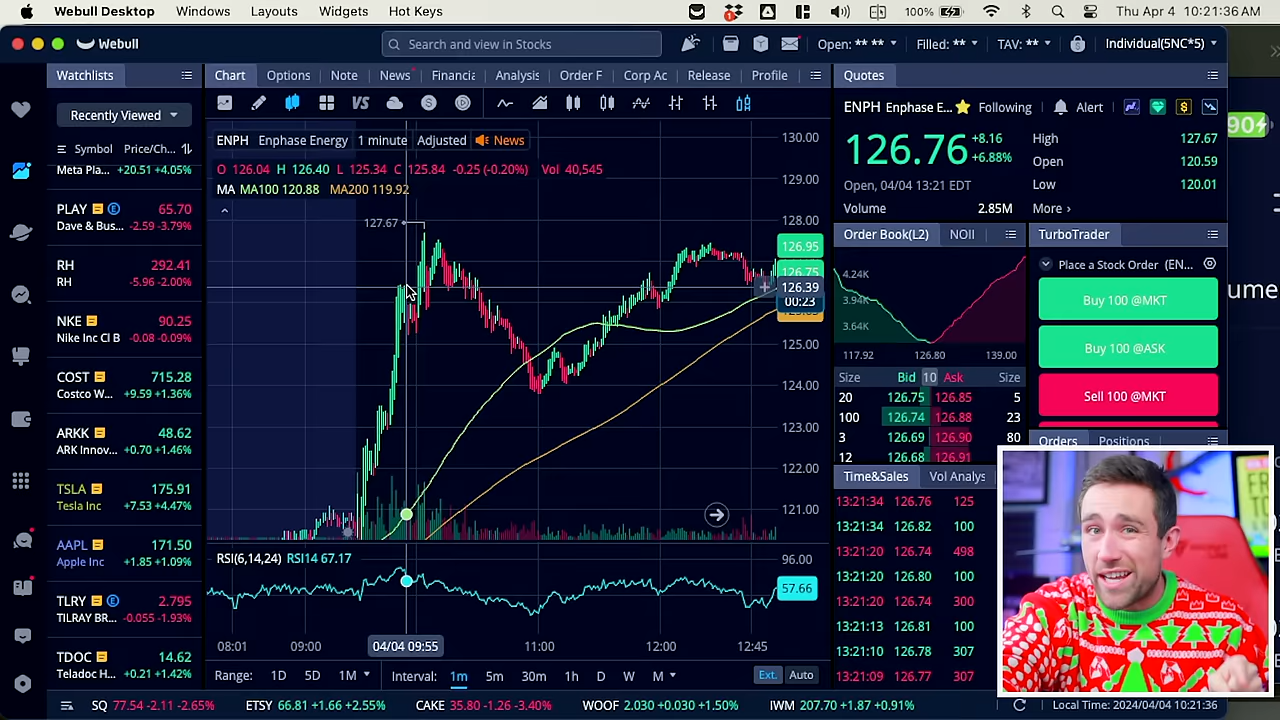 Webull Desktop Windows Layouts Widgets Hot Keys 100% Thu Apr 4 10:21:36 AM
Webull Search and view in Stocks Open: ** ** Filled: ** TAV: ** Individual(5NC*5)
Watchlists
Recently Viewed
Symbol Price/Ch...
Meta Pla... +20.51 +4.05%
PLAY 65.70
Dave & Bus... -2.59 -3.79%
RH 292.41
RH -5.96 -2.00%
NKE 90.25
Nike Inc Cl B -0.08 -0.09%
COST 715.28
Costco W... +9.59 +1.36%
ARKK 48.62
ARK Innov... +0.70 +1.46%
TSLA 175.91
Tesla Inc +7.53 +4.47%
AAPL 171.50
Apple Inc +1.85 +1.09%
TLRY 2.795
TILRAY BR... -0.055 -1.93%
TDOC 14.62
Teladoc H... +0.21 +1.42%
Chart Options Note News Financia Analysis Order F Corp Ac Release Profile
VS
ENPH Enphase Energy 1 minute Adjusted News
O 126.04 H 126.40 L 125.34 C 125.84 -0.25 (-0.20%) Vol 40,545
MA MA100 120.88 MA200 119.92
127.67
130.00
129.00
128.00
126.95
126.75
126.39
00:23
125.00
124.00
123.00
122.00
121.00
RSI(6,14,24) RSI14 67.17
96.00
57.66
08:01 09:00 04/04 09:55 11:00 12:00 12:45
Range: 1D 5D 1M Interval: 1m 5m 30m 1h D W M Ext. Auto
Quotes
ENPH Enphase E... Following Alert
126.76 +8.16
+6.88%
Open, 04/04 13:21 EDT
Volume 2.85M
High 127.67
Open 120.59
Low 120.01
More
Order Book(L2) NOII
4.24K
3.94K
3.64K
117.92 126.80 139.00
Size Bid 10 Ask Size
20 126.75 126.85 5
100 126.74 126.88 23
3 126.69 126.90 80
12 126.68 126.91
Time&Sales Vol Analys
13:21:34 126.76 125
13:21:34 126.82 100
13:21:20 126.74 498
13:21:20 126.80 100
13:21:20 126.74 300
13:21:13 126.81 100
13:21:10 126.78 307
13:21:09 126.76 307
TurboTrader
Place a Stock Order (EN...
Buy 100 @MKT
Buy 100 @ASK
Sell 100 @MKT
Orders Positions
90
ume
SQ 77.54 -2.11 -2.65% ETSY 66.81 +1.66 +2.55% CAKE 35.80 -1.26 -3.40% WOOF 2.030 +0.030 +1.50% IWM 207.70 +1.87 +0.91% Local Time: 2024/04/04 10:21:36